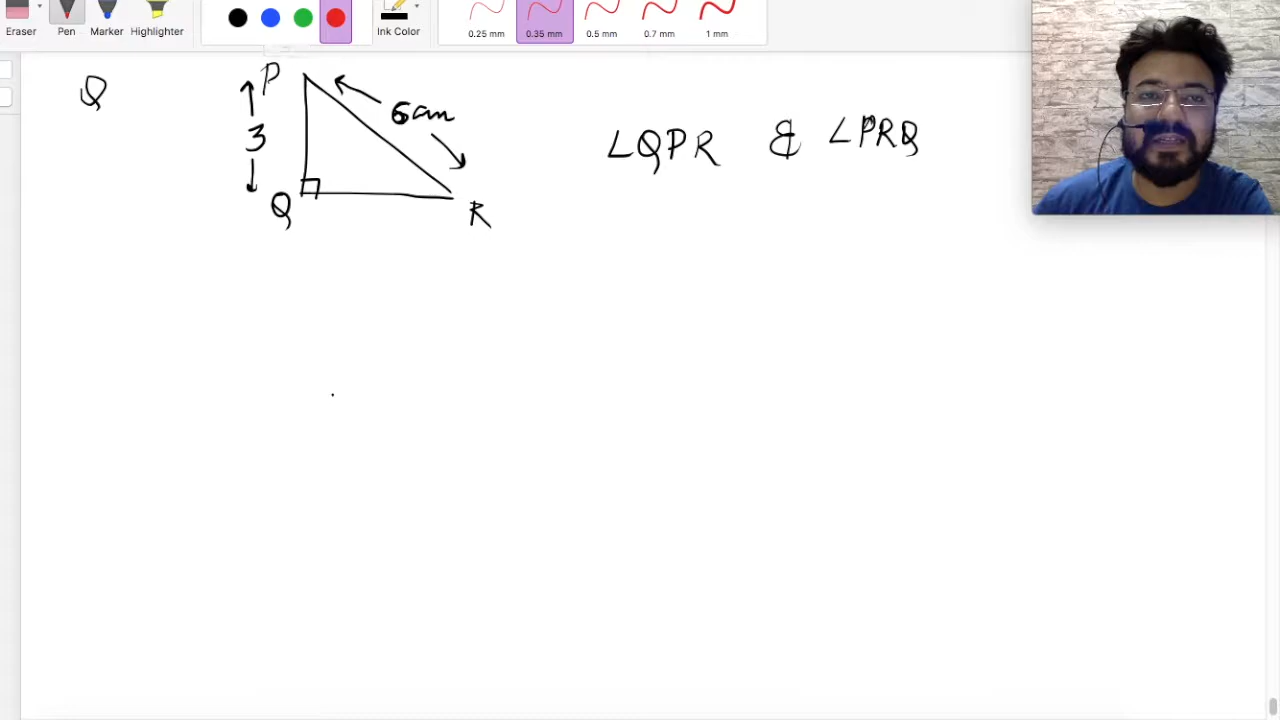 Eraser Pen Marker Highlighter Ink Color 0.25 mm 0.35 mm 0.5 mm 0.7 mm 1 mm
Q
P
3
6cm
Q
R
∠QPR & ∠PRQ